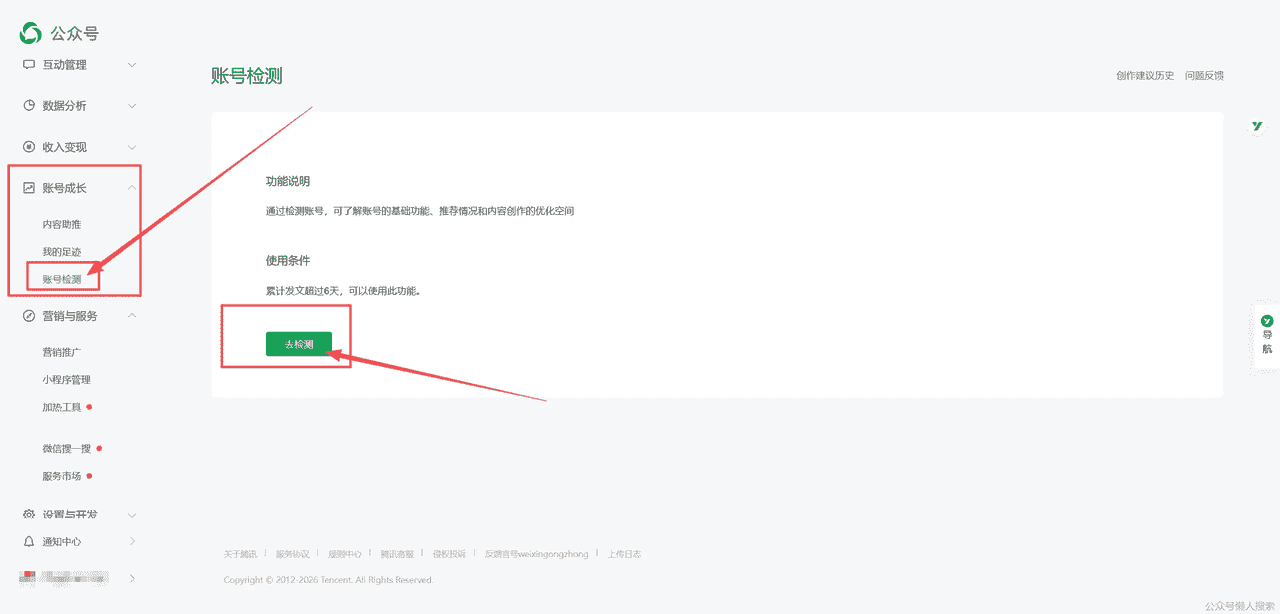 公众号
互动管理
数据分析
收入变现
账号成长
内容助推
我的足迹
账号检测
营销与服务
营销推广
小程序管理
加热工具
微信搜一搜
服务市场
设置与开发
通知中心
账号检测
创作建议历史 问题反馈
功能说明
通过检测账号，可了解账号的基础功能、推荐情况和内容创作的优化空间
使用条件
累计发文超过6天，可以使用此功能。
去检测
导航
关于腾讯 服务协议 规则中心 腾讯客服 侵权投诉 反馈官号weixingongzhong 上传日志
Copyright © 2012-2026 Tencent. All Rights Reserved.
公众号懒人搜索